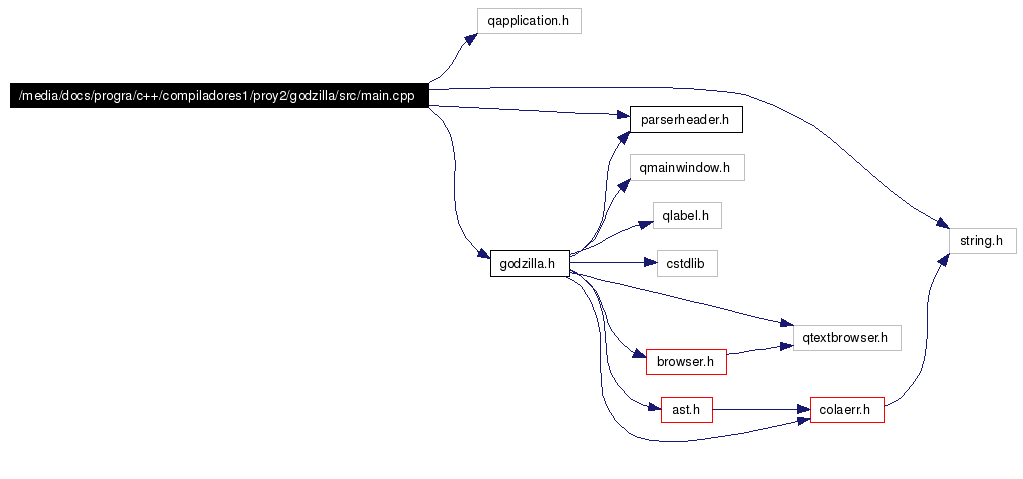 qapplication.h
/media/docs/progra/c++/compiladores1/proy2/godzilla/src/main.cpp
parserheader.h
qmainwindow.h
qlabel.h
string.h
godzilla.h
cstdlib
qtextbrowser.h
browser.h
ast.h
colaerr.h